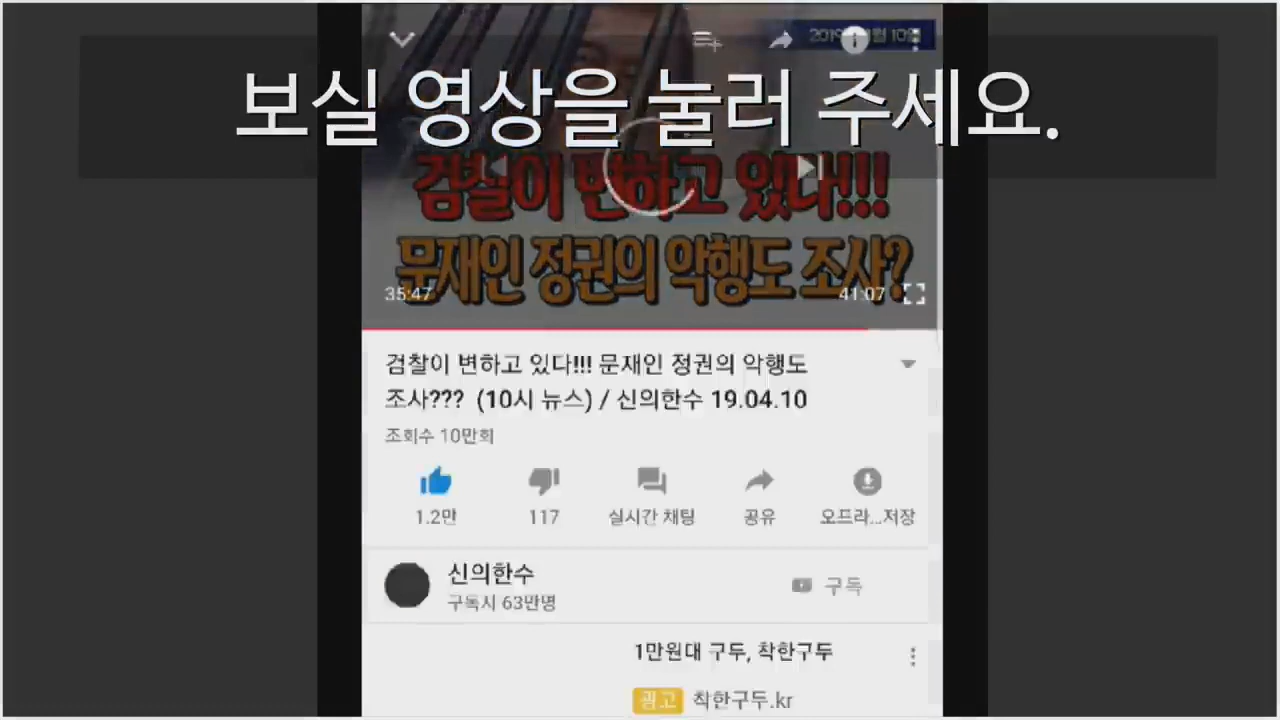 보실 영상을 눌러 주세요.
검찰이 변하고 있다!!!
문재인 정권의 악행도 조사?
35:47
41:07
검찰이 변하고 있다!!! 문재인 정권의 악행도
조사??? (10시 뉴스) / 신의한수 19.04.10
조회수 10만회
1.2만
117
실시간 채팅
공유
오프라...저장
신의한수
구독시 63만명
구독
1만원대 구두, 착한구두
광고 착한구두.kr